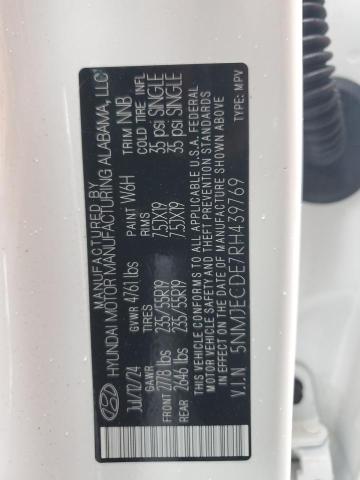 MANUFACTURED BY
HYUNDAI MOTOR MANUFACTURING ALABAMA, LLC
JUL/12/24 GVWR 4761 lbs PAINT W6H TRIM NNB
GAWR RIMS COLD TIRE INFL
FRONT 2778 lbs 235/55R19 7.5JX19 35 psi SINGLE
REAR 2646 lbs 235/55R19 7.5JX19 35 psi SINGLE
THIS VEHICLE CONFORMS TO ALL APPLICABLE U.S.A. FEDERAL
MOTOR VEHICLE SAFETY, BUMPER, AND THEFT PREVENTION STANDARDS
IN EFFECT ON THE DATE OF MANUFACTURE SHOWN ABOVE.
V.I.N 5NMJECDE7RH439769 TYPE: MPV